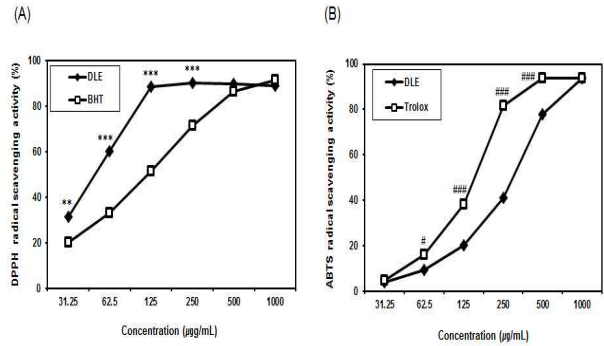 (A)
(B)
DPPH radical scavenging activity (%)
100
80
60
40
20
0
DLE
BHT
**
***
***
***
31.25 62.5 125 250 500 1000
Concentration (μgg/mL)
ABTS radical scavenging activity (%)
100
80
60
40
20
0
DLE
Trolox
#
###
###
###
31.25 62.5 125 250 500 1000
Concentration (μg/mL)